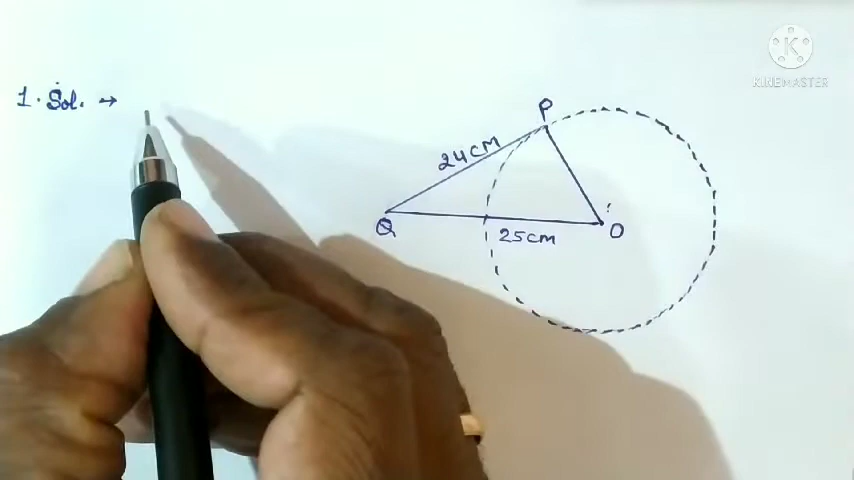 1. Sol. →
P
24cm
Q
25cm
O
KINEMASTER